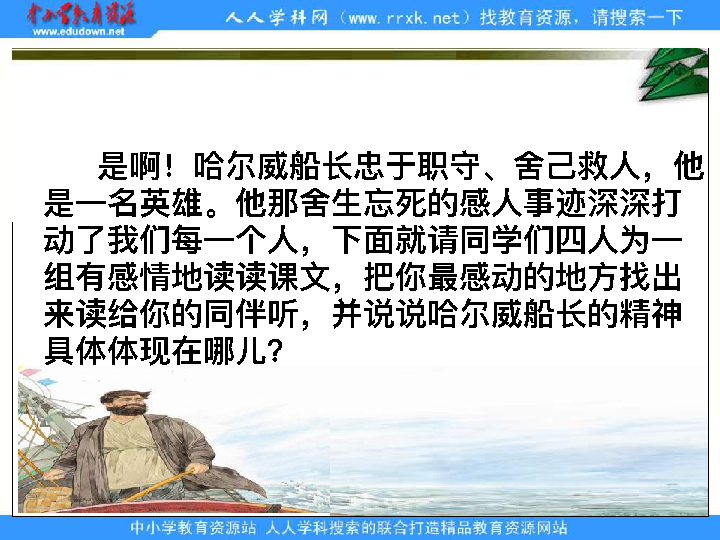 中小学教育资源
www.edudown.net
人人学科网（www.rrxk.net）找教育资源，请搜索一下
是啊！哈尔威船长忠于职守、舍己救人，他
是一名英雄。他那舍生忘死的感人事迹深深打
动了我们每一个人，下面就请同学们四人为一
组有感情地读读课文，把你最感动的地方找出
来读给你的同伴听，并说说哈尔威船长的精神
具体体现在哪儿？
中小学教育资源站 人人学科搜索的联合打造精品教育资源网站